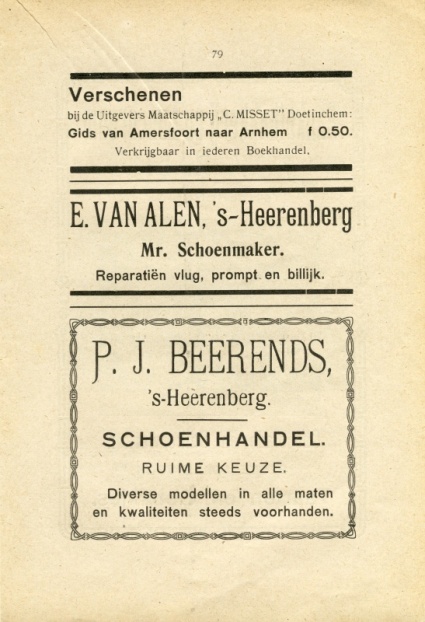 79
Verschenen
bij de Uitgevers Maatschappij „C. MISSET" Doetinchem:
Gids van Amersfoort naar Arnhem f 0.50.
Verkrijgbaar in iederen Boekhandel.
E. VAN ALEN, 's-Heerenberg
Mr. Schoenmaker.
Reparatiën vlug, prompt en billijk.
P. J. BEERENDS,
's-Heerenberg.
SCHOENHANDEL.
RUIME KEUZE.
Diverse modellen in alle maten
en kwaliteiten steeds voorhanden.